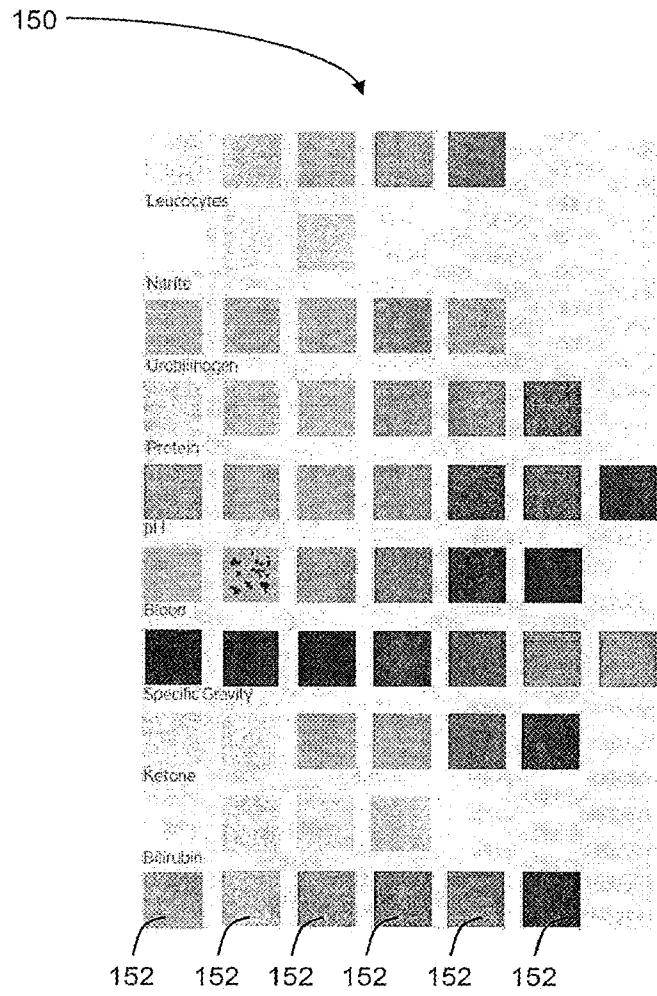 150
Leucocytes
Nitrite
Urobilinogen
Protein
pH
Blood
Specific Gravity
Ketone
Bilirubin
152 152 152 152 152 152